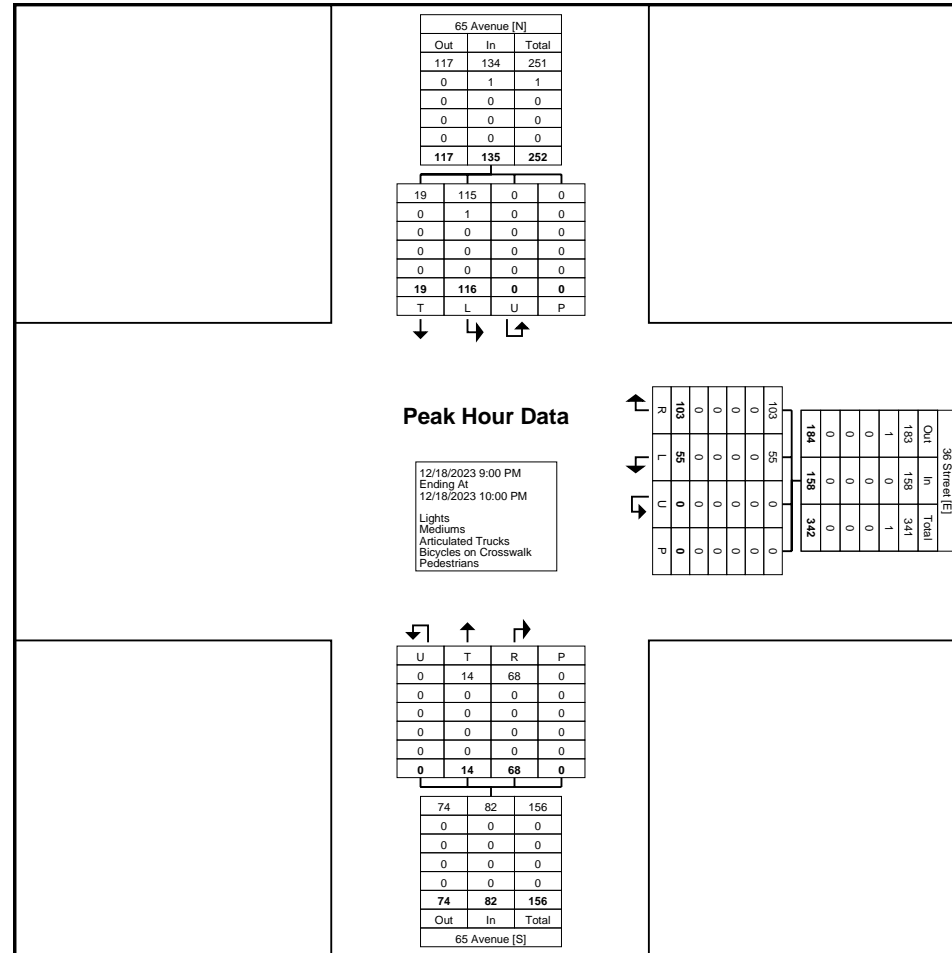 65 Avenue [N]
Out In Total
117 134 251
0 1 1
0 0 0
0 0 0
0 0 0
117 135 252
19 115 0 0
0 1 0 0
0 0 0 0
0 0 0 0
0 0 0 0
19 116 0 0
T L U P
Peak Hour Data
12/18/2023 9:00 PM
Ending At
12/18/2023 10:00 PM
Lights
Mediums
Articulated Trucks
Bicycles on Crosswalk
Pedestrians
36 Strreet [E]
Out In Total
183 158 341
1 0 1
0 0 0
0 0 0
0 0 0
184 158 342
103 55 0 0
0 0 0 0
0 0 0 0
0 0 0 0
0 0 0 0
103 55 0 0
R L U P
U T R P
0 14 68 0
0 0 0 0
0 0 0 0
0 0 0 0
0 0 0 0
0 14 68 0
74 82 156
0 0 0
0 0 0
0 0 0
0 0 0
74 82 156
Out In Total
65 Avenue [S]